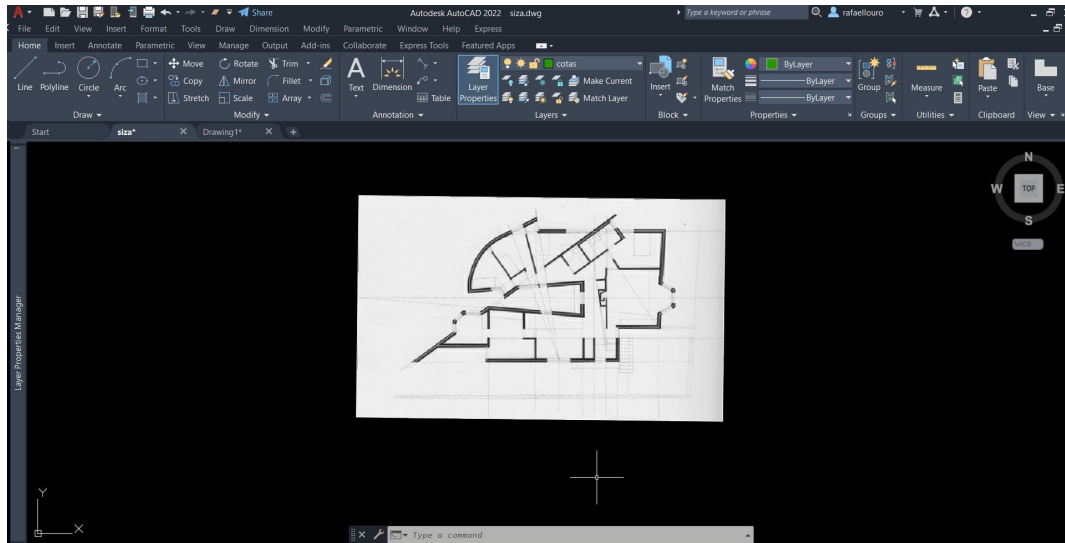 A Share Autodesk AutoCAD 2022 siza.dwg Type a keyword or phrase rafaellouro ?
File Edit View Insert Format Tools Draw Dimension Modify Parametric Window Help Express
Home Insert Annotate Parametric View Manage Output Add-ins Collaborate Express Tools Featured Apps
Move Rotate Trim A cotas ByLayer
Line Polyline Circle Arc Copy Mirror Fillet Text Dimension Layer Properties Make Current Insert Match Properties ByLayer Group Measure Paste Base
Stretch Scale Array Table Match Layer ByLayer
Draw Modify Annotation Layers Block Properties Groups Utilities Clipboard View
Start siza* Drawing1*
N
W TOP E
S
WCS
Layer Properties Manager
Y
X
Type a command